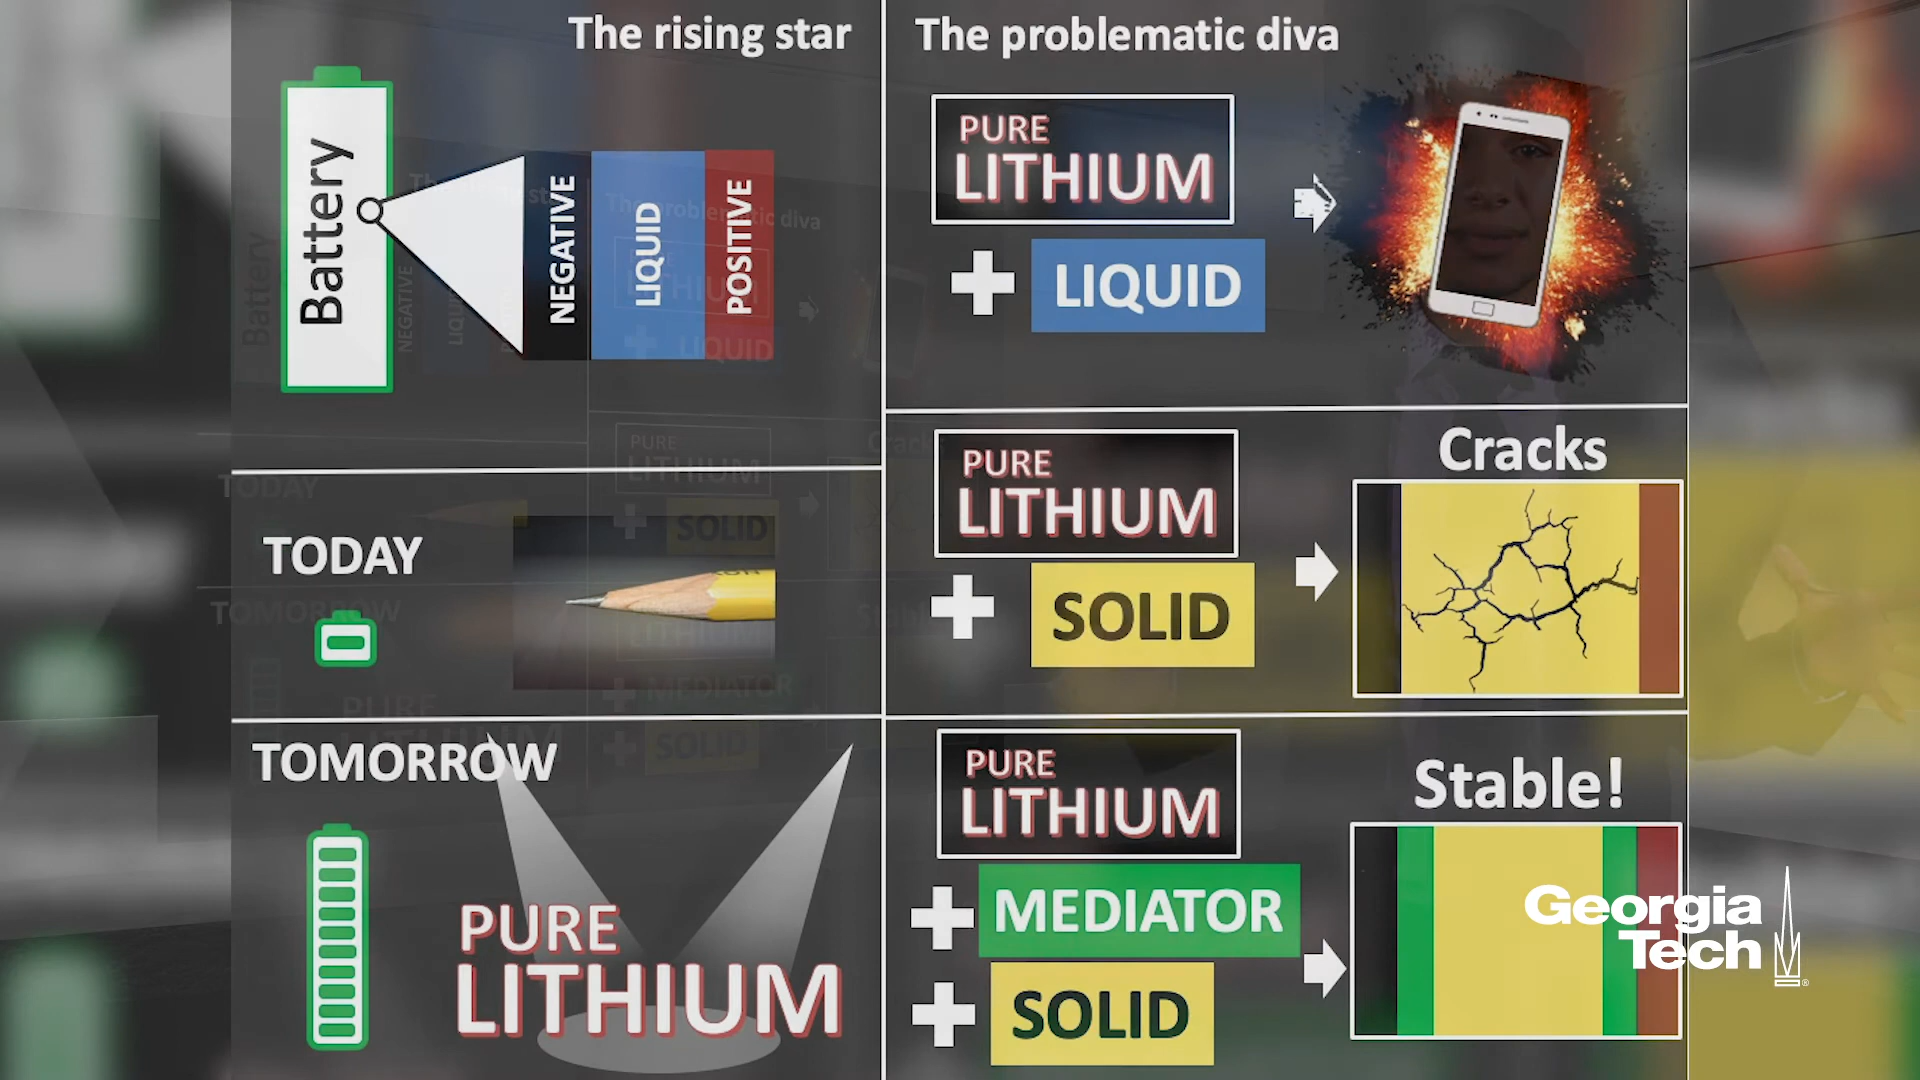 The rising star
Battery
NEGATIVE
LIQUID
POSITIVE
TODAY
TOMORROW
PURE
LITHIUM
The problematic diva
PURE
LITHIUM
LIQUID
PURE
LITHIUM
SOLID
Cracks
PURE
LITHIUM
MEDIATOR
SOLID
Stable!
Georgia
Tech